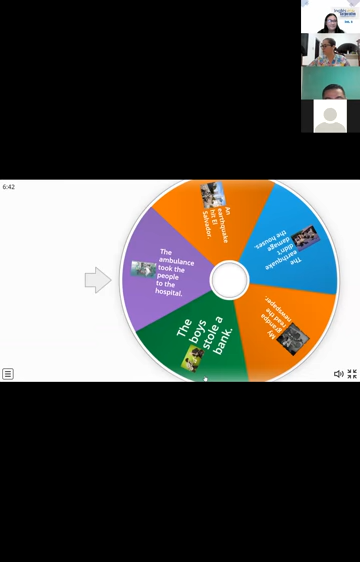 6:42
An
earthquake
hit El
Salvador.
The
earthquake
didn't
damage
the houses.
My
grandpa
read the
newspaper.
The
boys
stole a
bank.
The
ambulance
took the
people
to the
hospital.